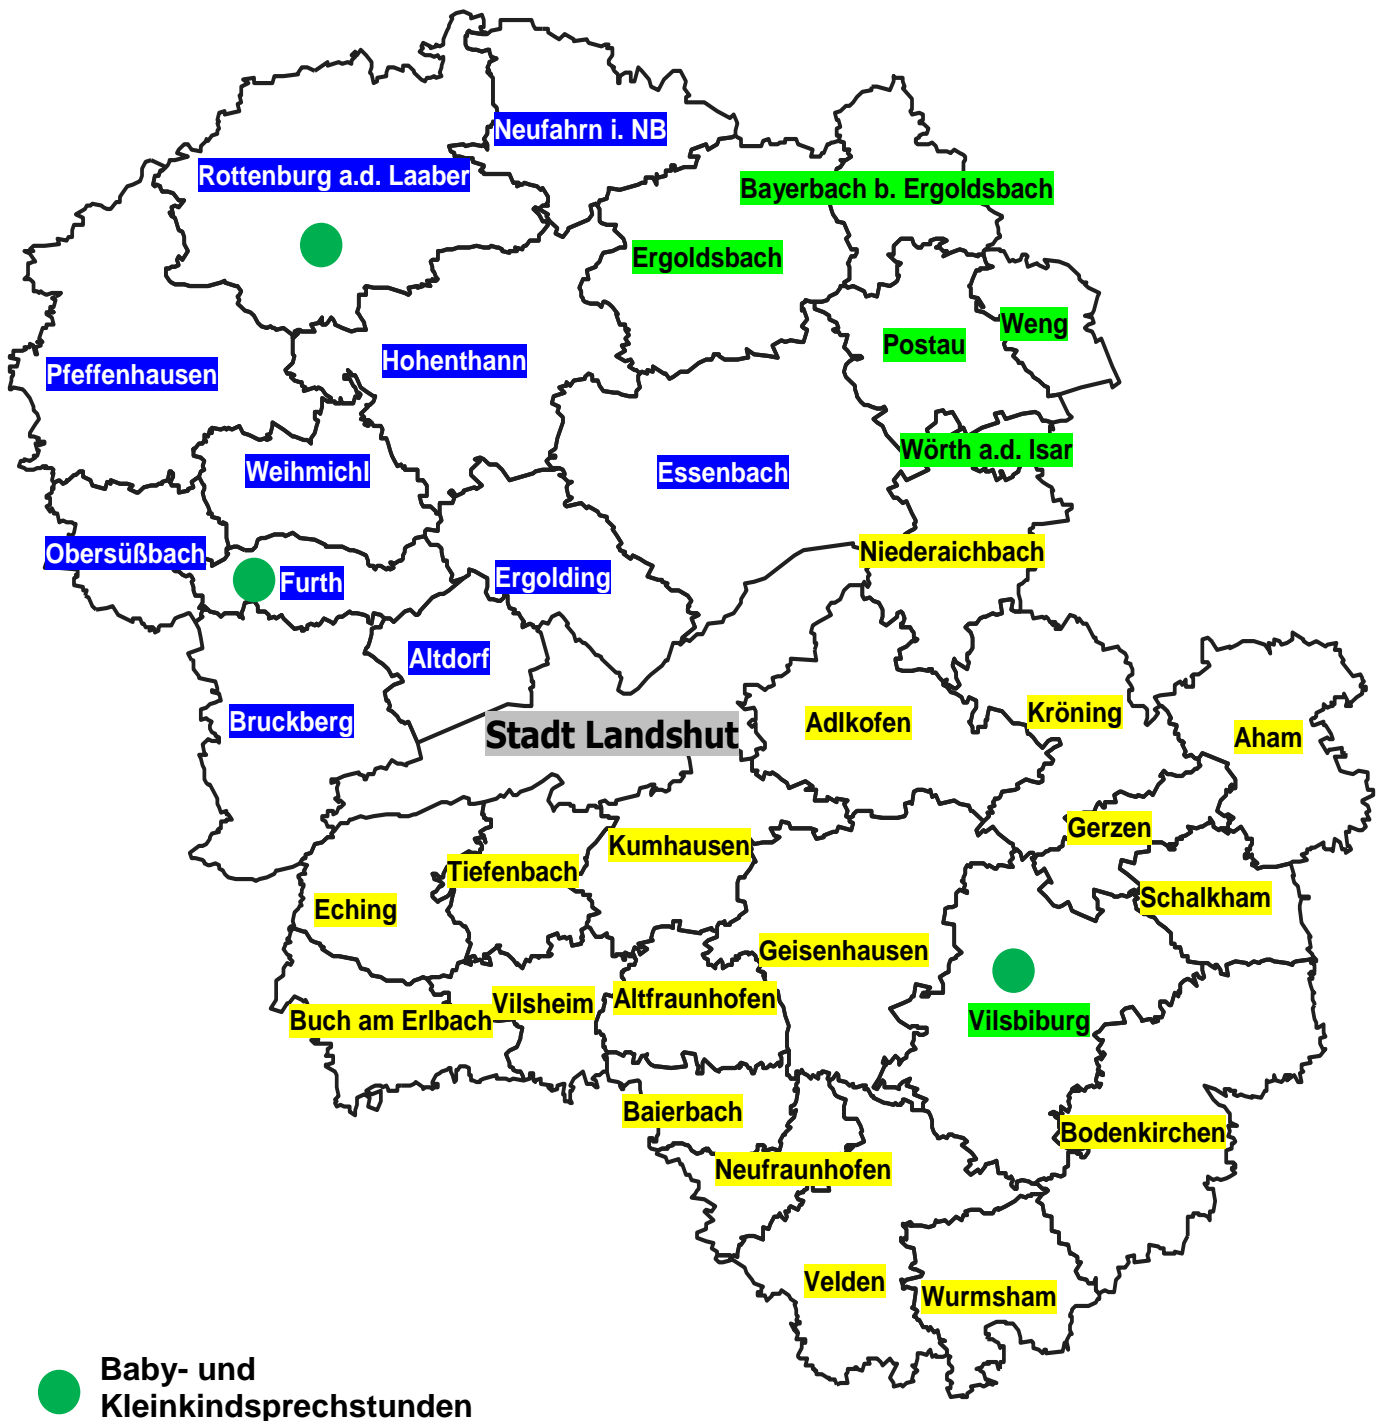 Neufahrn i. NB
Rottenburg a.d. Laaber
Bayerbach b. Ergoldsbach
Ergoldsbach
Weng
Postau
Hohenthann
Pfeffenhausen
Wörth a.d. Isar
Weihmichl
Essenbach
Obersüßbach
Niederaichbach
Furth
Ergolding
Altdorf
Bruckberg
Stadt Landshut
Adlkofen
Kröning
Aham
Gerzen
Kumhausen
Tiefenbach
Schalkham
Eching
Geisenhausen
Vilsheim
Altfraunhofen
Buch am Erlbach
Vilsbiburg
Baierbach
Bodenkirchen
Neufraunhofen
Velden
Wurmsham
Baby- und
Kleinkindsprechstunden